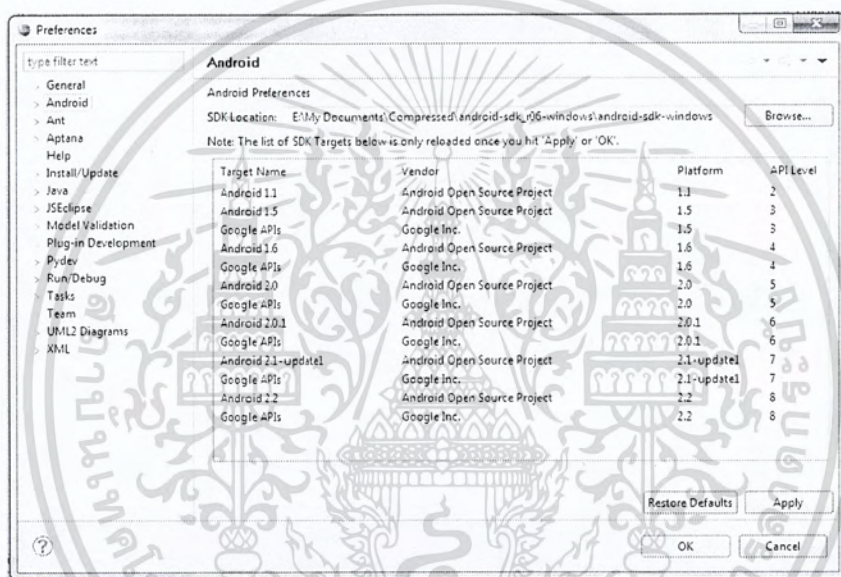 Preferences
type filter text
General
Android
Ant
Aptana
Help
Install/Update
Java
JSEclipse
Model Validation
Plug-in Development
Pydev
Run/Debug
Tasks
Team
UML2 Diagrams
XML
Android
Android Preferences
SDK Location: E:\My Documents\Compressed\android-sdk_r06-windows\android-sdk-windows Browse...
Note: The list of SDK Targets below is only reloaded once you hit 'Apply' or 'OK'.
Target Name Vendor Platform API Level
Android 1.1 Android Open Source Project 1.1 2
Android 1.5 Android Open Source Project 1.5 3
Google APIs Google Inc. 1.5 3
Android 1.6 Android Open Source Project 1.6 4
Google APIs Google Inc. 1.6 4
Android 2.0 Android Open Source Project 2.0 5
Google APIs Google Inc. 2.0 5
Android 2.0.1 Android Open Source Project 2.0.1 6
Google APIs Google Inc. 2.0.1 6
Android 2.1-update1 Android Open Source Project 2.1-update1 7
Google APIs Google Inc. 2.1-update1 7
Android 2.2 Android Open Source Project 2.2 8
Google APIs Google Inc. 2.2 8
Restore Defaults Apply
OK Cancel